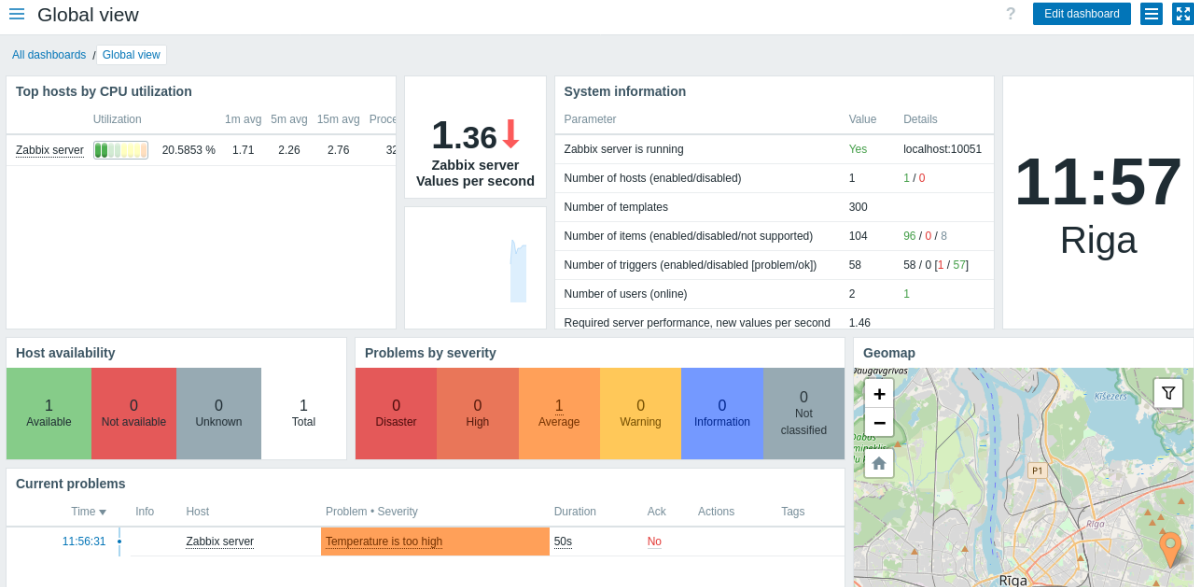 Global view
? Edit dashboard
All dashboards / Global view
Top hosts by CPU utilization
Utilization 1m avg 5m avg 15m avg Proce
Zabbix server 20.5853 % 1.71 2.26 2.76 32
1.36
Zabbix server
Values per second
System information
Parameter Value Details
Zabbix server is running Yes localhost:10051
Number of hosts (enabled/disabled) 1 1 / 0
Number of templates 300
Number of items (enabled/disabled/not supported) 104 96 / 0 / 8
Number of triggers (enabled/disabled [problem/ok]) 58 58 / 0 [1 / 57]
Number of users (online) 2 1
Required server performance, new values per second 1.46
11:57
Riga
Host availability
1 0 0 1
Available Not available Unknown Total
Problems by severity
0 0 1 0 0 0
Disaster High Average Warning Information Not
classified
Current problems
Time Info Host Problem • Severity Duration Ack Actions Tags
11:56:31 Zabbix server Temperature is too high 50s No
Geomap
Daugavgrīvas
+
−
Ķīšezers
Dabas
P1
Rīga
Rīga